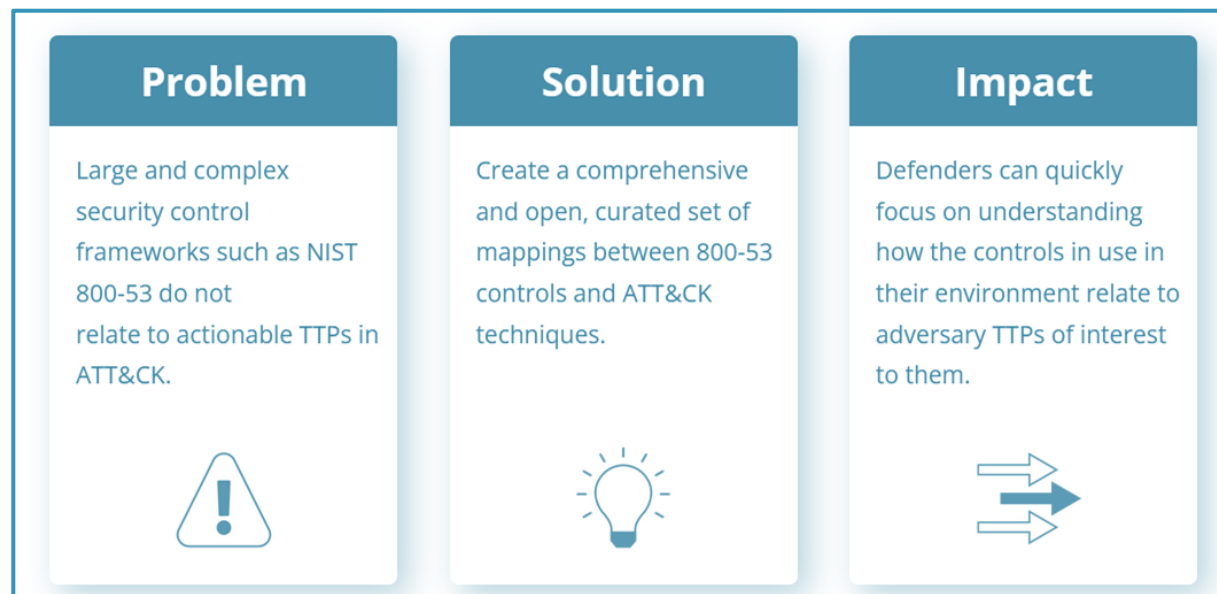 Problem
Large and complex
security control
frameworks such as NIST
800-53 do not
relate to actionable TTPs in
ATT&CK.
Solution
Create a comprehensive
and open, curated set of
mappings between 800-53
controls and ATT&CK
techniques.
Impact
Defenders can quickly
focus on understanding
how the controls in use in
their environment relate to
adversary TTPs of interest
to them.